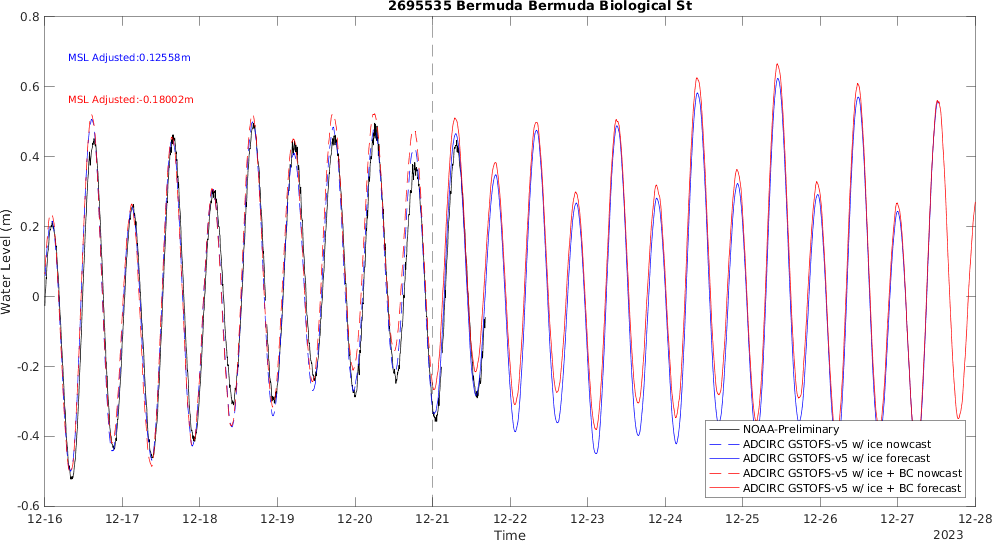 2695535 Bermuda Bermuda Biological St
MSL Adjusted:0.12558m
MSL Adjusted:-0.18002m
Water Level (m)
0.8
0.6
0.4
0.2
0
-0.2
-0.4
-0.6
NOAA-Preliminary
ADCIRC GSTOFS-v5 w/ ice nowcast
ADCIRC GSTOFS-v5 w/ ice forecast
ADCIRC GSTOFS-v5 w/ ice + BC nowcast
ADCIRC GSTOFS-v5 w/ ice + BC forecast
12-16 12-17 12-18 12-19 12-20 12-21 12-22 12-23 12-24 12-25 12-26 12-27 12-28
Time
2023